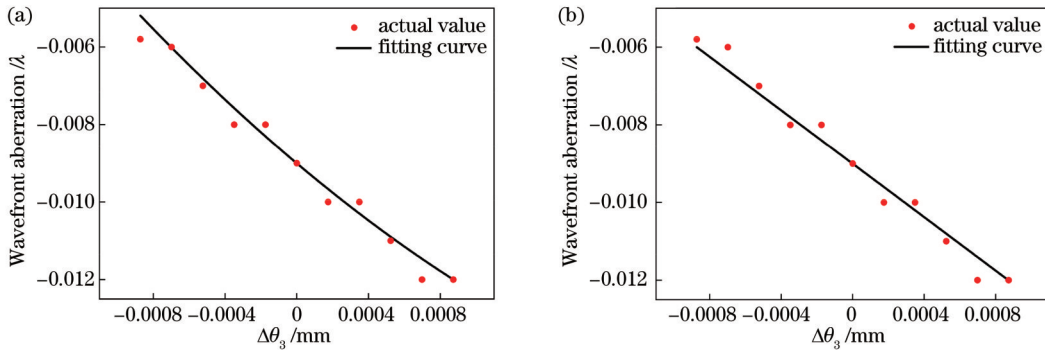 (a)
actual value
fitting curve
Wavefront aberration /λ
−0.006
−0.008
−0.010
−0.012
−0.0008 −0.0004 0 0.0004 0.0008
Δθ3 /mm
(b)
actual value
fitting curve
Wavefront aberration /λ
−0.006
−0.008
−0.010
−0.012
−0.0008 −0.0004 0 0.0004 0.0008
Δθ3 /mm